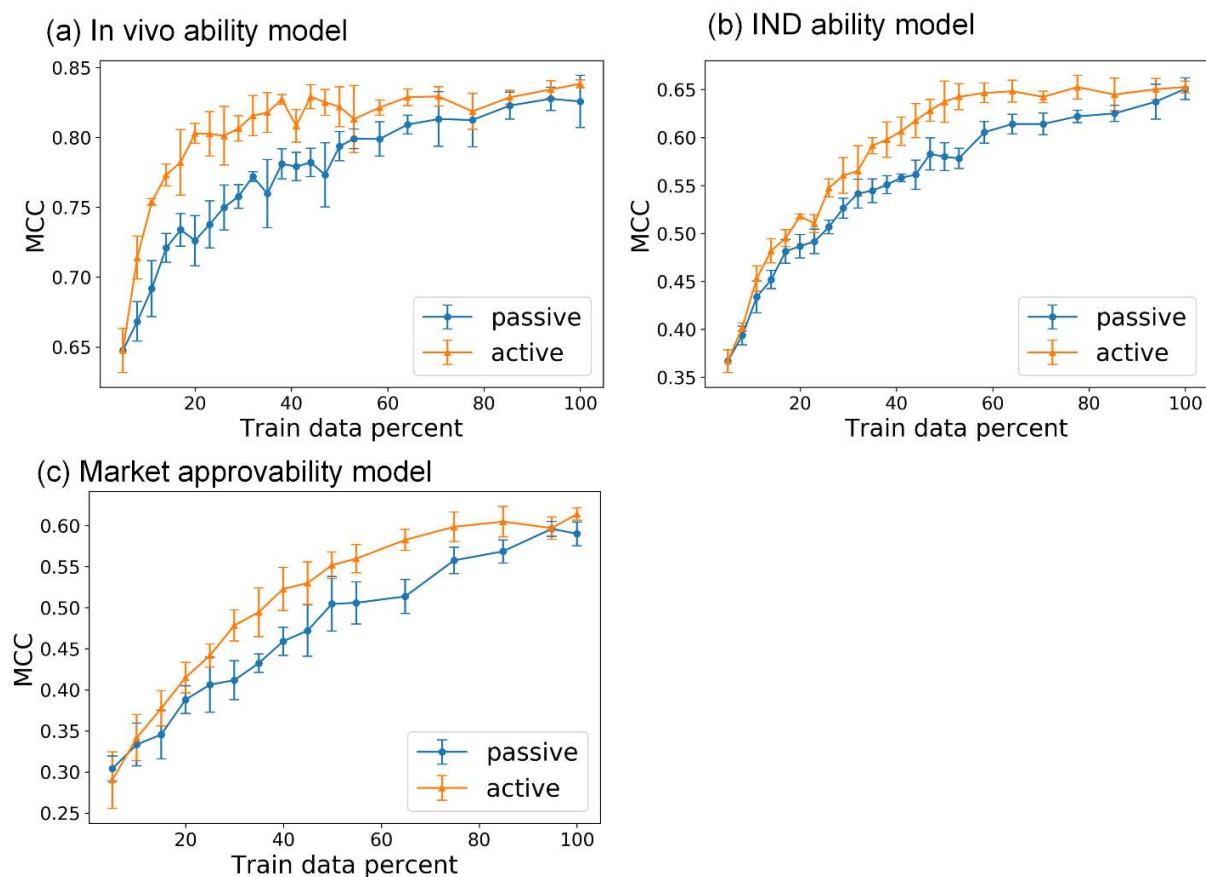 (a) In vivo ability model
MCC
0.85
0.80
0.75
0.70
0.65
passive
active
20
40
60
80
100
Train data percent
(b) IND ability model
MCC
0.65
0.60
0.55
0.50
0.45
0.40
0.35
passive
active
20
40
60
80
100
Train data percent
(c) Market approvability model
MCC
0.60
0.55
0.50
0.45
0.40
0.35
0.30
0.25
passive
active
20
40
60
80
100
Train data percent